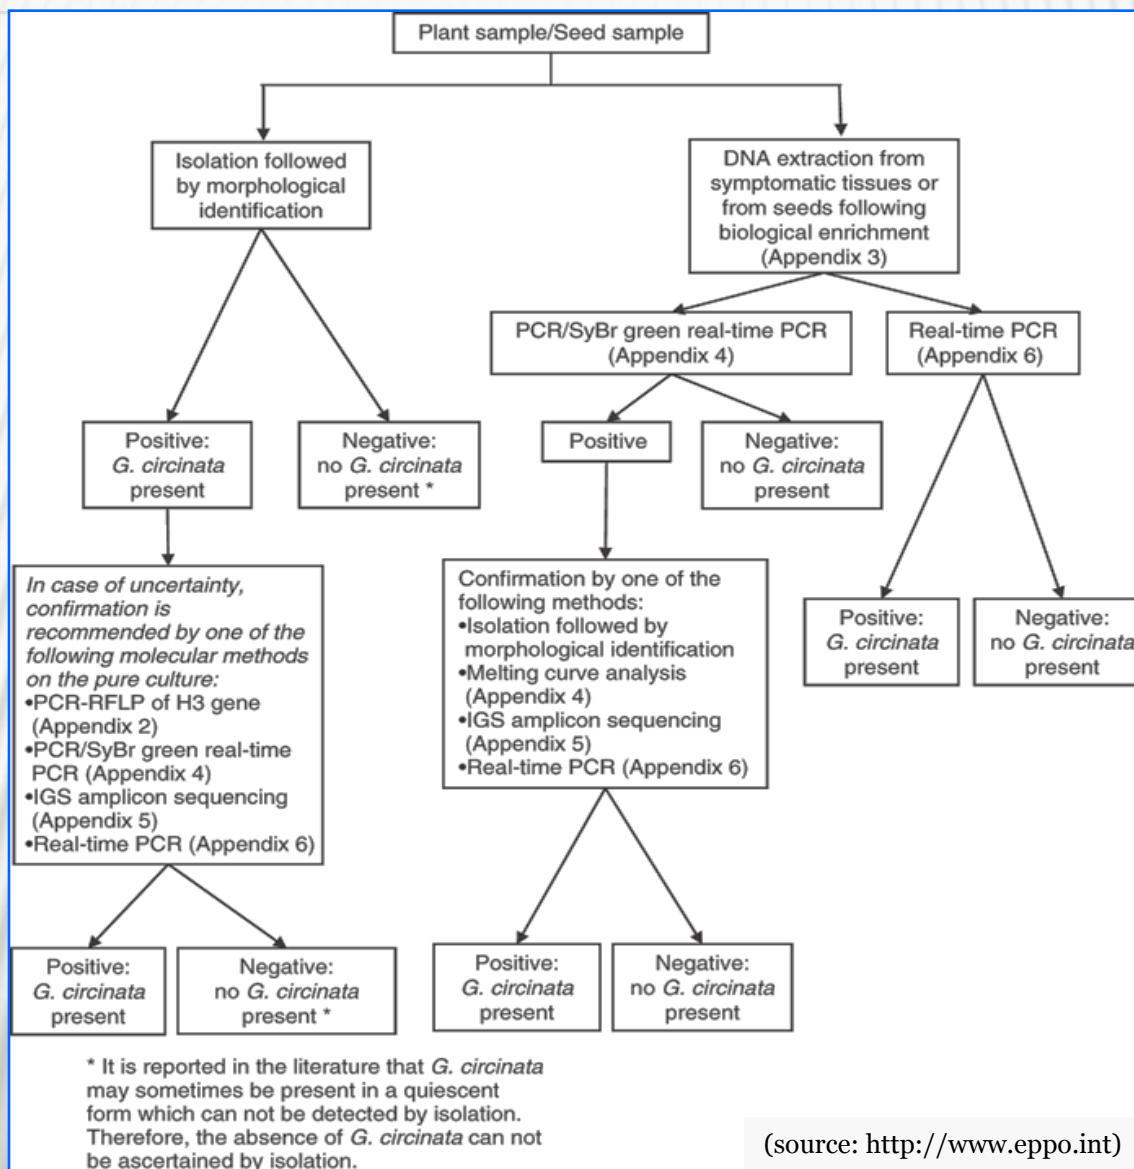 Plant sample/Seed sample
Isolation followed
by morphological
identification
DNA extraction from
symptomatic tissues or
from seeds following
biological enrichment
(Appendix 3)
PCR/SyBr green real-time PCR
(Appendix 4)
Real-time PCR
(Appendix 6)
Positive:
G. circinata
present
Negative:
no G. circinata
present *
Positive
Negative:
no G. circinata
present
In case of uncertainty,
confirmation is
recommended by one of the
following molecular methods
on the pure culture:
•PCR-RFLP of H3 gene
(Appendix 2)
•PCR/SyBr green real-time
PCR (Appendix 4)
•IGS amplicon sequencing
(Appendix 5)
•Real-time PCR (Appendix 6)
Confirmation by one of the
following methods:
•Isolation followed by
morphological identification
•Melting curve analysis
(Appendix 4)
•IGS amplicon sequencing
(Appendix 5)
•Real-time PCR (Appendix 6)
Positive:
G. circinata
present
Negative:
no G. circinata
present
Positive:
G. circinata
present
Negative:
no G. circinata
present *
Positive:
G. circinata
present
Negative:
no G. circinata
present
* It is reported in the literature that G. circinata
may sometimes be present in a quiescent
form which can not be detected by isolation.
Therefore, the absence of G. circinata can not
be ascertained by isolation.
(source: http://www.eppo.int)